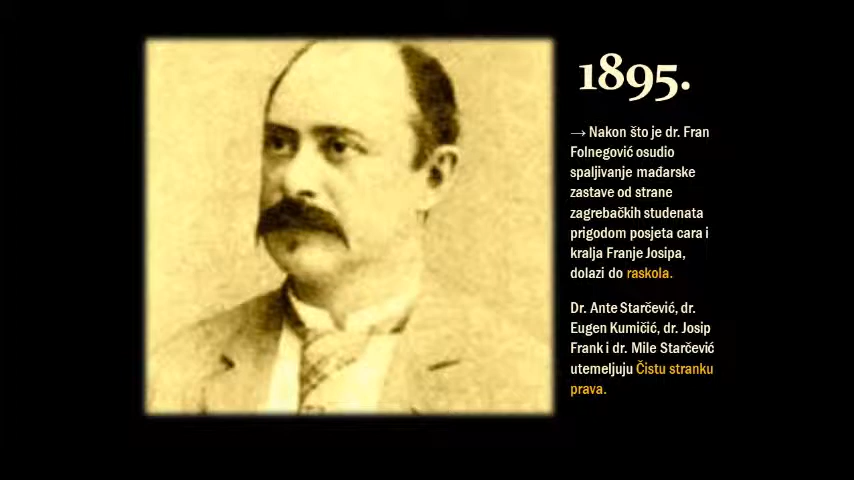 1895.
→ Nakon što je dr. Fran
Folnegović osudio
spaljivanje mađarske
zastave od strane
zagrebačkih studenata
prigodom posjeta cara i
kralja Franje Josipa,
dolazi do raskola.
Dr. Ante Starčević, dr.
Eugen Kumičić, dr. Josip
Frank i dr. Mile Starčević
utemeljuju Čistu stranku
prava.